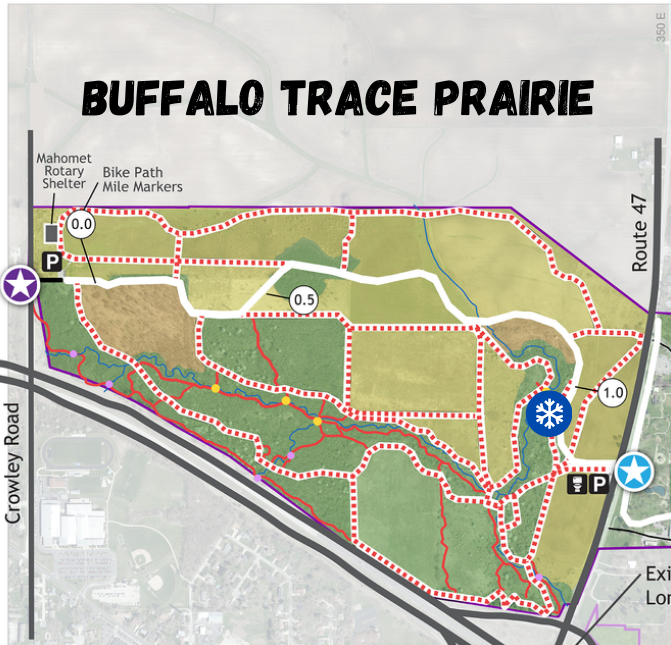 350 E
BUFFALO TRACE PRAIRIE
Mahomet
Rotary
Shelter
Bike Path
Mile Markers
0.0
P
Route 47
0.5
1.0
P
Crowley Road
Exi
Lon